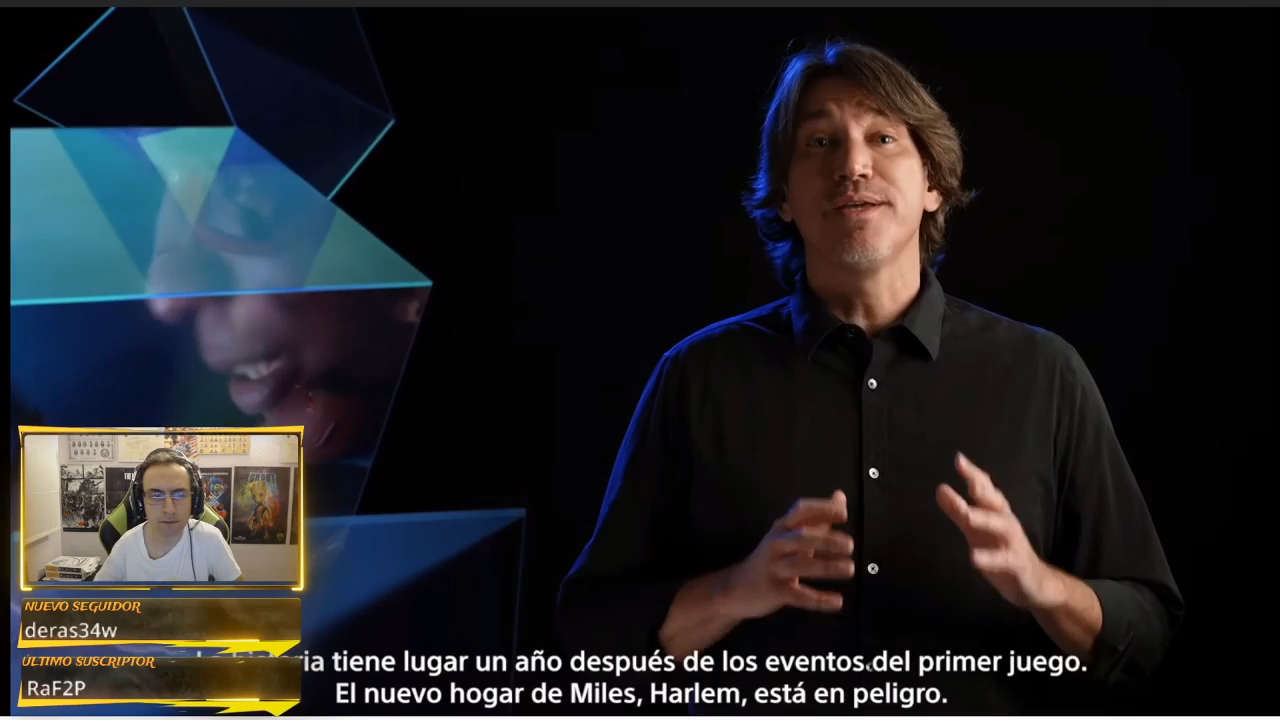 NUEVO SEGUIDOR
deras34w
ÚLTIMO SUSCRIPTOR
RaF2P
tiene lugar un año después de los eventos del primer juego.
El nuevo hogar de Miles, Harlem, está en peligro.